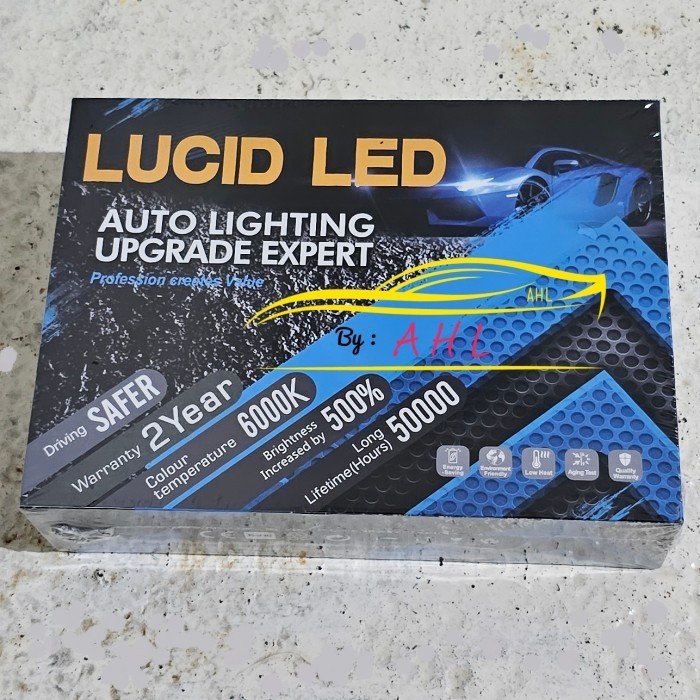 LUCID LED
AUTO LIGHTING
UPGRADE EXPERT
Profession creates Value
AHL
By : AHL
Driving SAFER
Warranty 2Year
Colour
temperature 6000K
Brightness
Increased by 500%
Long
Lifetime(Hours) 50000
Energy
-Saving
Environment
Friendly
Low Heat
Aging Test
Quality
Warranty